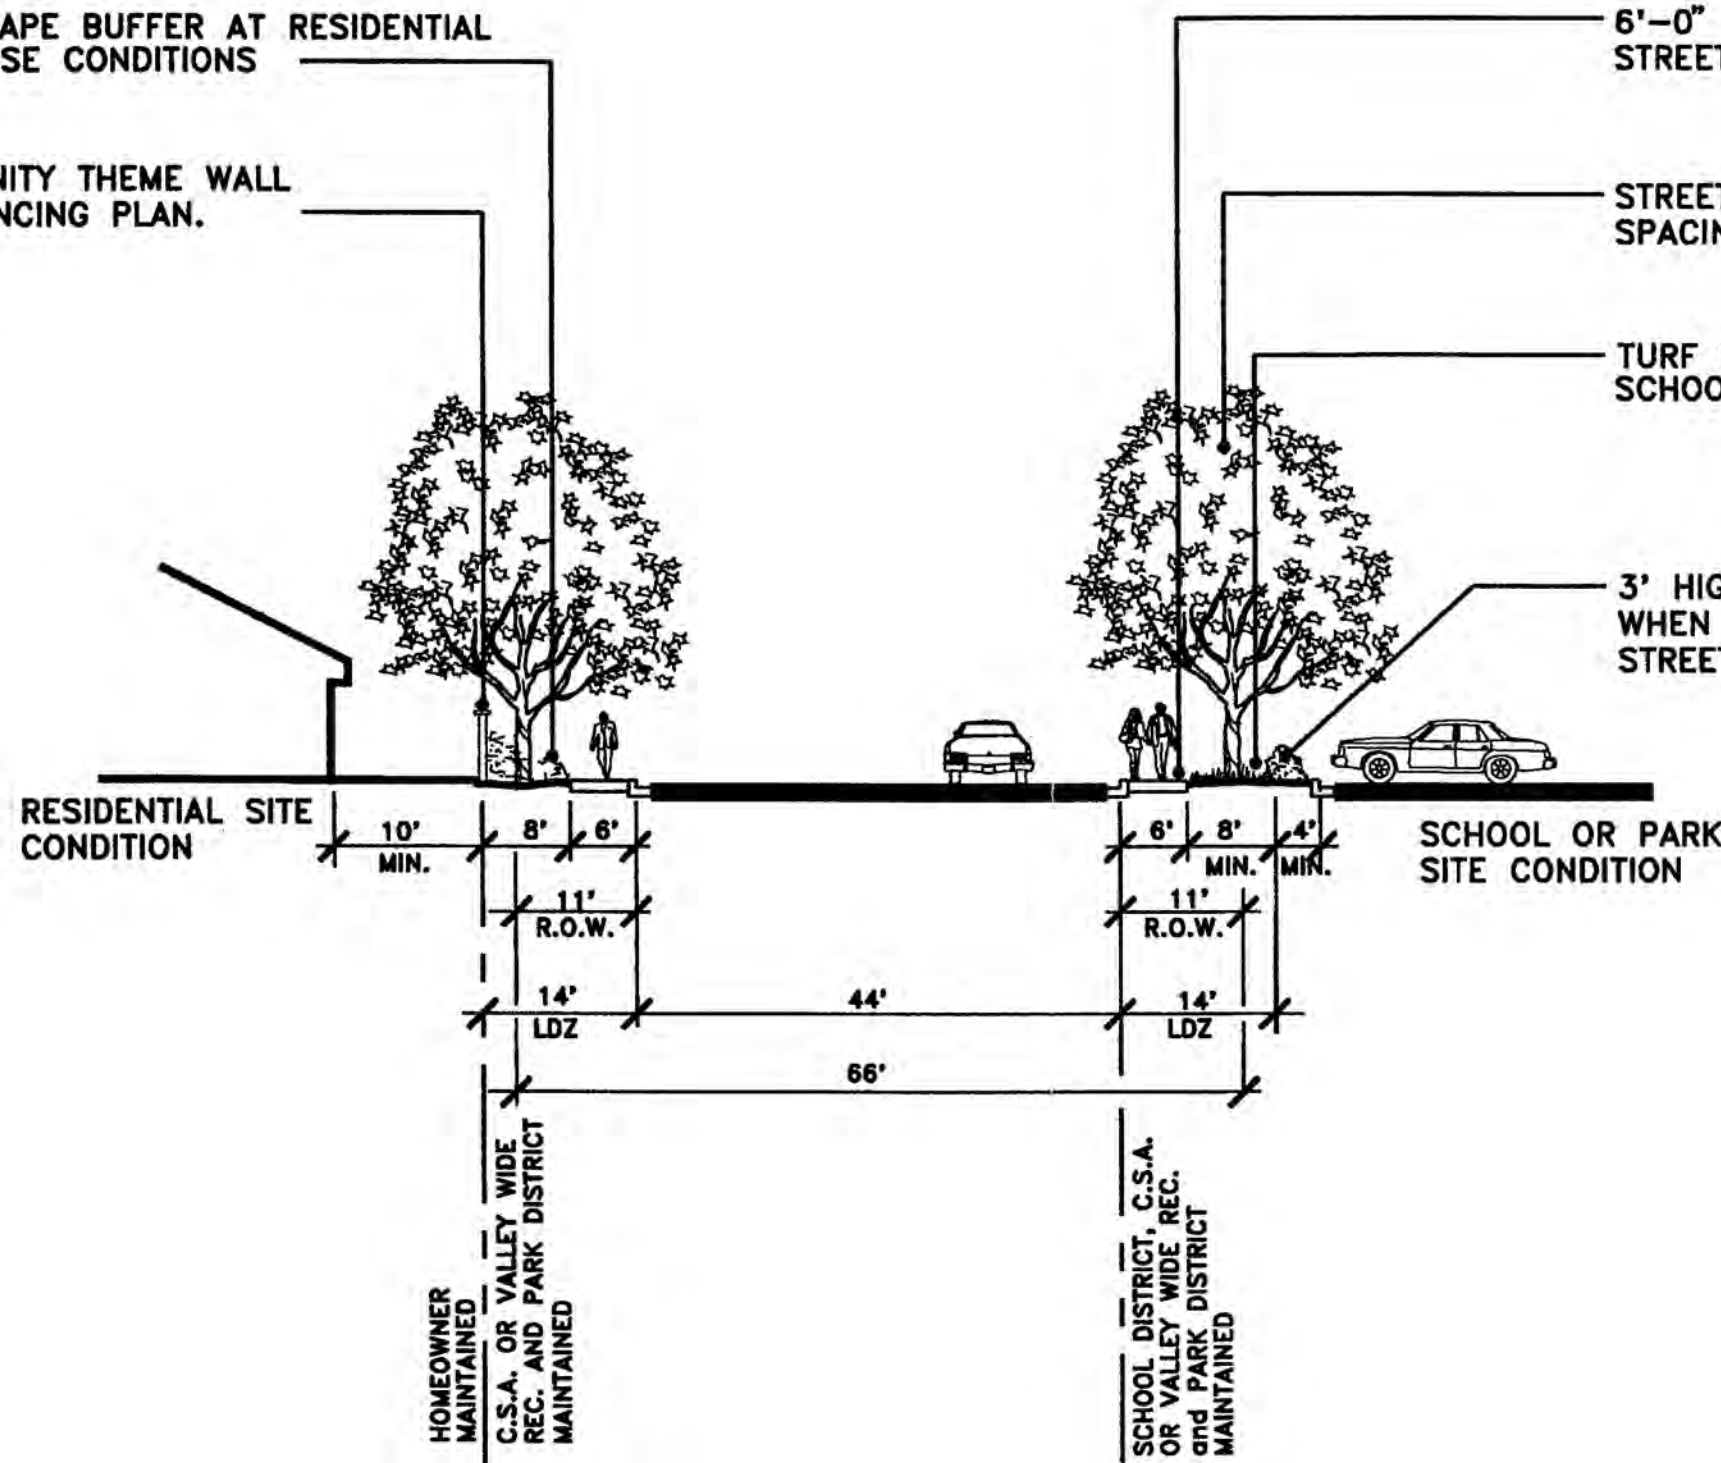 APE BUFFER AT RESIDENTIAL
SE CONDITIONS
NITY THEME WALL
NCING PLAN.
6'-0"
STREET
STREET
SPACIN
TURF
SCHOO
3' HIG
WHEN
STREET
RESIDENTIAL SITE
CONDITION
SCHOOL OR PARK
SITE CONDITION
10'
MIN.
8'
6'
6'
8'
MIN.
4'
MIN.
11'
R.O.W.
11'
R.O.W.
14'
LDZ
44'
14'
LDZ
66'
HOMEOWNER
MAINTAINED
C.S.A. OR VALLEY WIDE
REC. AND PARK DISTRICT
MAINTAINED
SCHOOL DISTRICT, C.S.A.
OR VALLEY WIDE REC.
and PARK DISTRICT
MAINTAINED